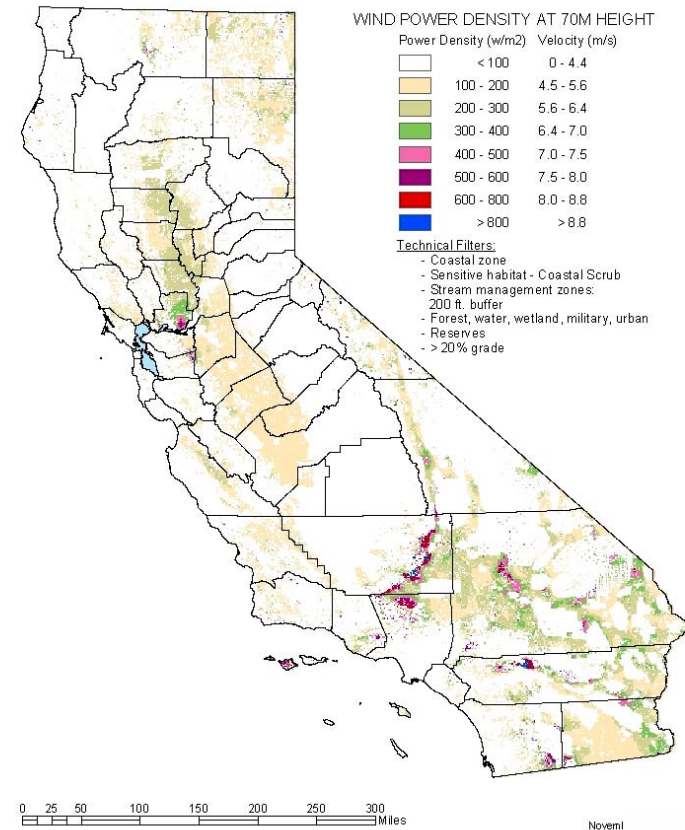 WIND POWER DENSITY AT 70M HEIGHT
Power Density (w/m2) Velocity (m/s)
< 100 0 - 4.4
100 - 200 4.5 - 5.6
200 - 300 5.6 - 6.4
300 - 400 6.4 - 7.0
400 - 500 7.0 - 7.5
500 - 600 7.5 - 8.0
600 - 800 8.0 - 8.8
> 800 > 8.8
Technical Filters:
- Coastal zone
- Sensitive habitat - Coastal Scrub
- Stream management zones:
200 ft. buffer
- Forest, water, wetland, military, urban
- Reserves
- > 20% grade
0 25 50 100 150 200 250 300
Miles
Noveml